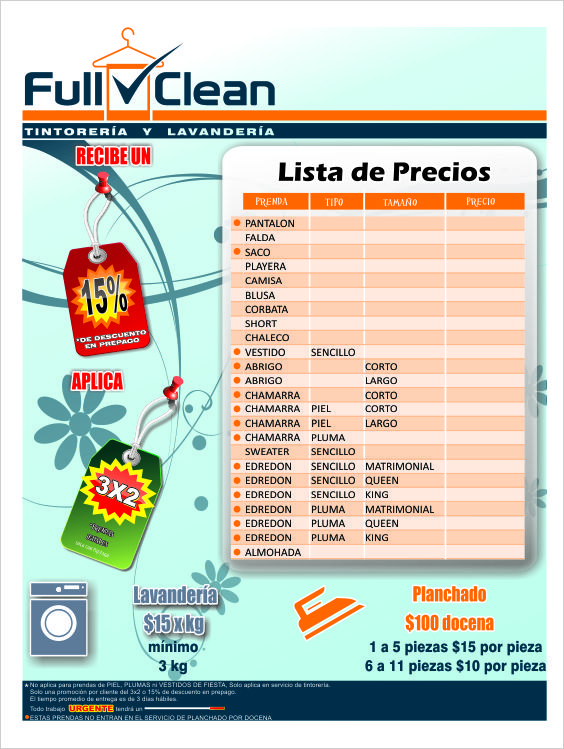 Full Clean
TINTORERÍA Y LAVANDERÍA
RECIBE UN
15%
*DE DESCUENTO
EN PREPAGO
APLICA
3X2
Lista de Precios
PRENDA TIPO TAMAÑO PRECIO
PANTALON
FALDA
SACO
PLAYERA
CAMISA
BLUSA
CORBATA
SHORT
CHALECO
VESTIDO SENCILLO
ABRIGO CORTO
ABRIGO LARGO
CHAMARRA CORTO
CHAMARRA PIEL CORTO
CHAMARRA PIEL LARGO
CHAMARRA PLUMA
SWEATER SENCILLO
EDREDON SENCILLO MATRIMONIAL
EDREDON SENCILLO QUEEN
EDREDON SENCILLO KING
EDREDON PLUMA MATRIMONIAL
EDREDON PLUMA QUEEN
EDREDON PLUMA KING
ALMOHADA
Lavandería
$15 x kg
mínimo
3 kg
Planchado
$100 docena
1 a 5 piezas $15 por pieza
6 a 11 piezas $10 por pieza
* No aplica para prendas de PIEL, PLUMAS ni VESTIDOS DE FIESTA, Solo aplica en servicio de tintorería.
Solo una promoción por cliente del 3x2 o 15% de descuento en prepago.
El tiempo promedio de entrega es de 3 días hábiles.
Todo trabajo URGENTE tendrá un
ESTAS PRENDAS NO ENTRAN EN EL SERVICIO DE PLANCHADO POR DOCENA